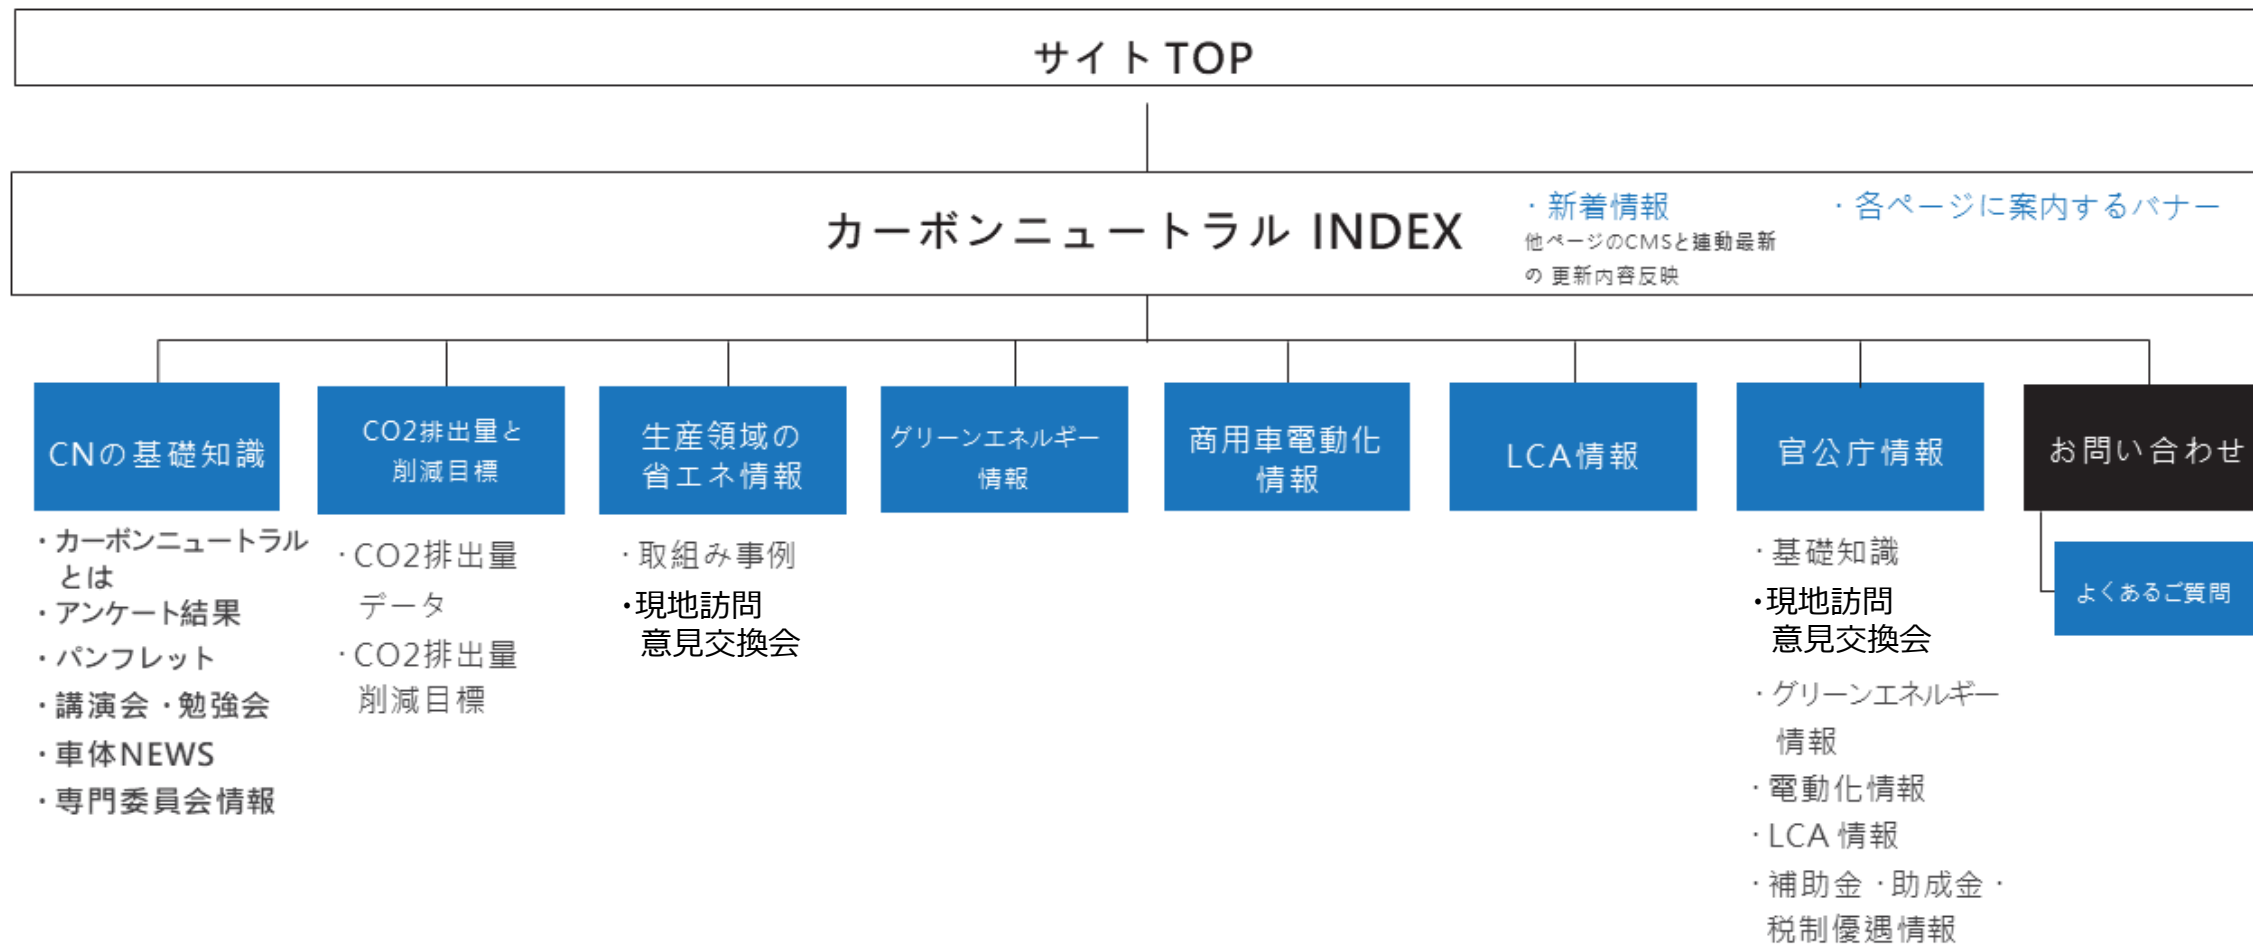 サイト TOP
カーボンニュートラル INDEX
・新着情報
他ページのCMSと連動最新
の 更新内容反映
・各ページに案内するバナー
CNの基礎知識
・カーボンニュートラル
とは
・アンケート結果
・パンフレット
・講演会・勉強会
・車体NEWS
・専門委員会情報
CO2排出量と
削減目標
・CO2排出量
データ
・CO2排出量
削減目標
生産領域の
省エネ情報
・取組み事例
・現地訪問
意見交換会
グリーンエネルギー
情報
商用車電動化
情報
LCA情報
官公庁情報
・基礎知識
・現地訪問
意見交換会
・グリーンエネルギー
情報
・電動化情報
・LCA 情報
・補助金・助成金・
税制優遇情報
お問い合わせ
よくあるご質問